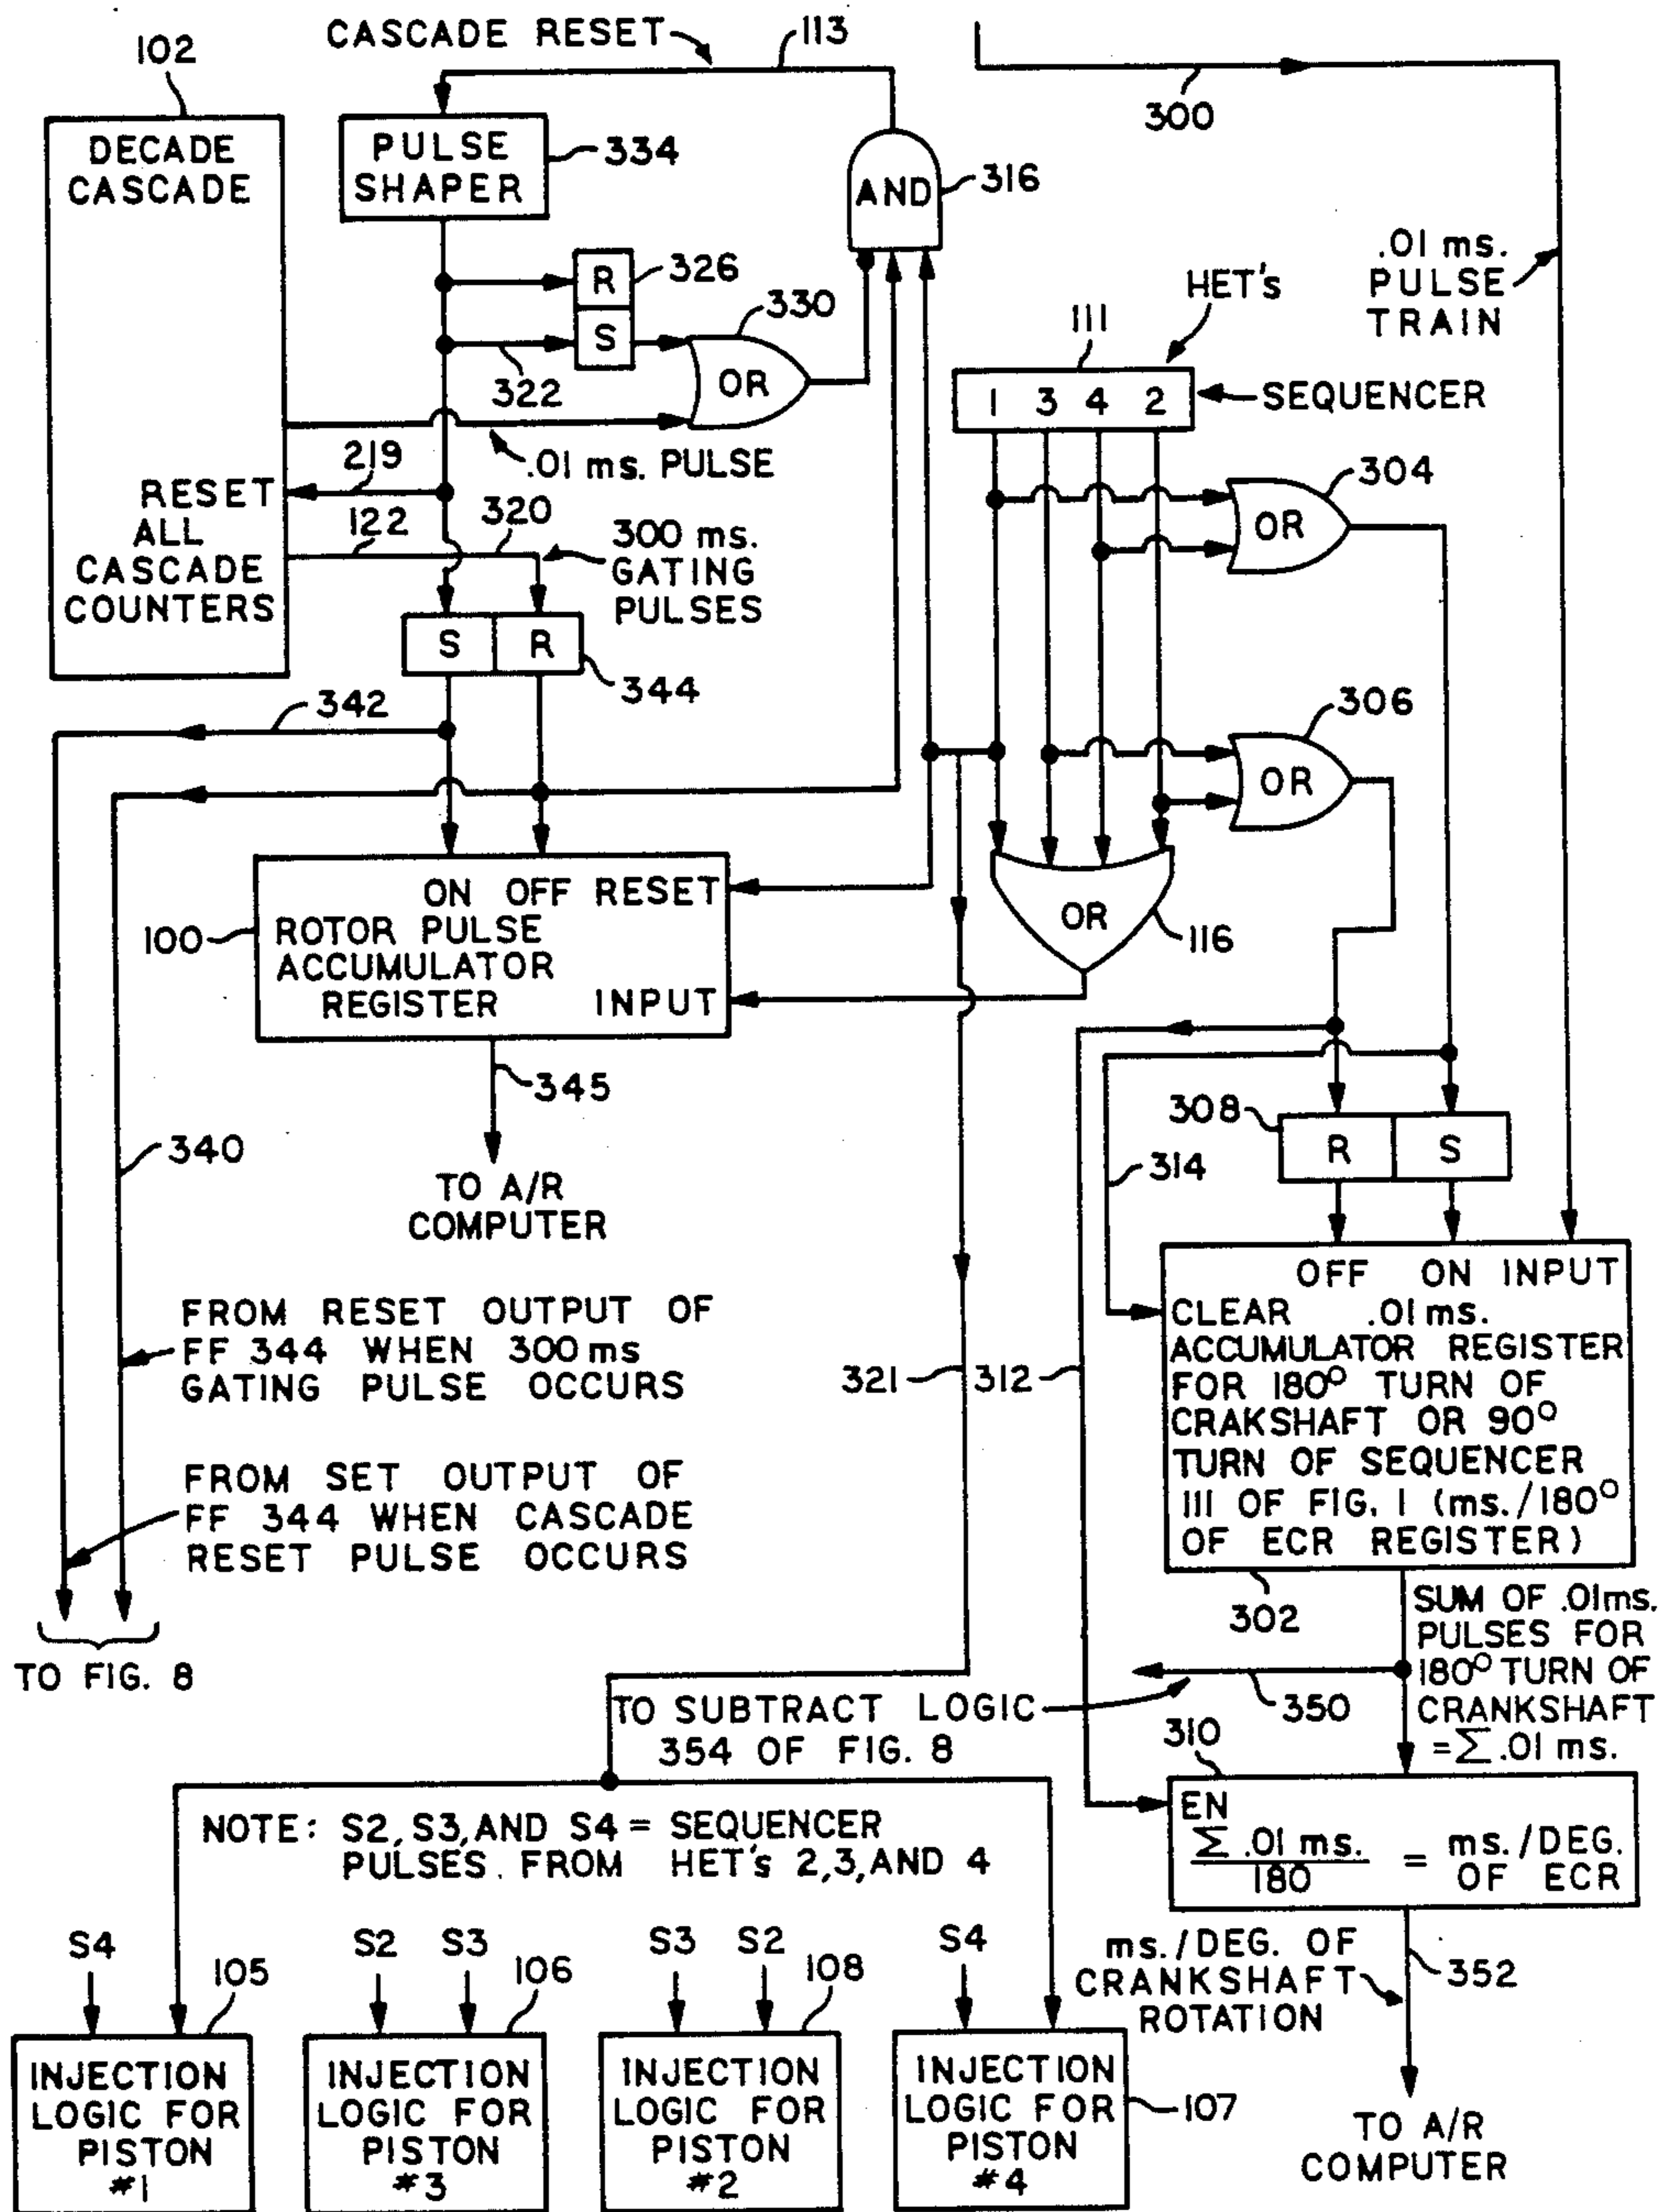 CASCADE RESET
113
102
300
DECADE
CASCADE
PULSE
SHAPER
334
AND
316
.01 ms.
PULSE
TRAIN
R
326
S
322
330
OR
HET's
111
1 3 4 2
SEQUENCER
.01 ms. PULSE
219
RESET
ALL
CASCADE
COUNTERS
122
320
300 ms.
GATING
PULSES
304
OR
S R
344
342
306
OR
ON OFF RESET
100
ROTOR PULSE
ACCUMULATOR
REGISTER INPUT
OR
116
345
TO A/R
COMPUTER
340
308
R S
314
FROM RESET OUTPUT OF
FF 344 WHEN 300 ms
GATING PULSE OCCURS
321
312
OFF ON INPUT
CLEAR .01 ms.
ACCUMULATOR REGISTER
FOR 180° TURN OF
CRAKSHAFT OR 90°
TURN OF SEQUENCER
111 OF FIG. 1 (ms./180°
OF ECR REGISTER)
FROM SET OUTPUT OF
FF 344 WHEN CASCADE
RESET PULSE OCCURS
TO FIG. 8
302
SUM OF .01 ms.
PULSES FOR
180° TURN OF
CRANKSHAFT
=∑ .01 ms.
350
TO SUBTRACT LOGIC
354 OF FIG. 8
310
EN
∑ .01 ms.
180
= ms./DEG.
OF ECR
NOTE: S2, S3, AND S4 = SEQUENCER
PULSES. FROM HET's 2, 3, AND 4
352
ms./DEG. OF
CRANKSHAFT
ROTATION
TO A/R
COMPUTER
S4
105
INJECTION
LOGIC FOR
PISTON
#1
S2 S3
106
INJECTION
LOGIC FOR
PISTON
#3
S3 S2
108
INJECTION
LOGIC FOR
PISTON
#2
S4
INJECTION
LOGIC FOR
PISTON
#4
107